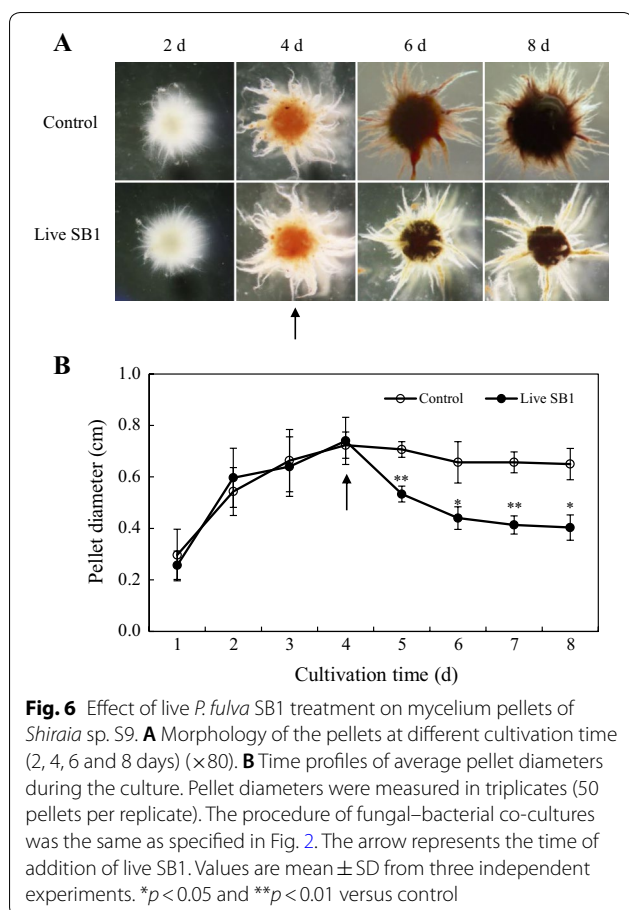 A
2 d 4 d 6 d 8 d
Control
Live SB1
B
1.0
0.8
0.6
0.4
0.2
0.0
Pellet diameter (cm)
Control Live SB1
** * ** *
1 2 3 4 5 6 7 8
Cultivation time (d)
Fig. 6 Effect of live P. fulva SB1 treatment on mycelium pellets of
Shiraia sp. S9. A Morphology of the pellets at different cultivation time
(2, 4, 6 and 8 days) (×80). B Time profiles of average pellet diameters
during the culture. Pellet diameters were measured in triplicates (50
pellets per replicate). The procedure of fungal–bacterial co-cultures
was the same as specified in Fig. 2. The arrow represents the time of
addition of live SB1. Values are mean ± SD from three independent
experiments. *p < 0.05 and **p < 0.01 versus control